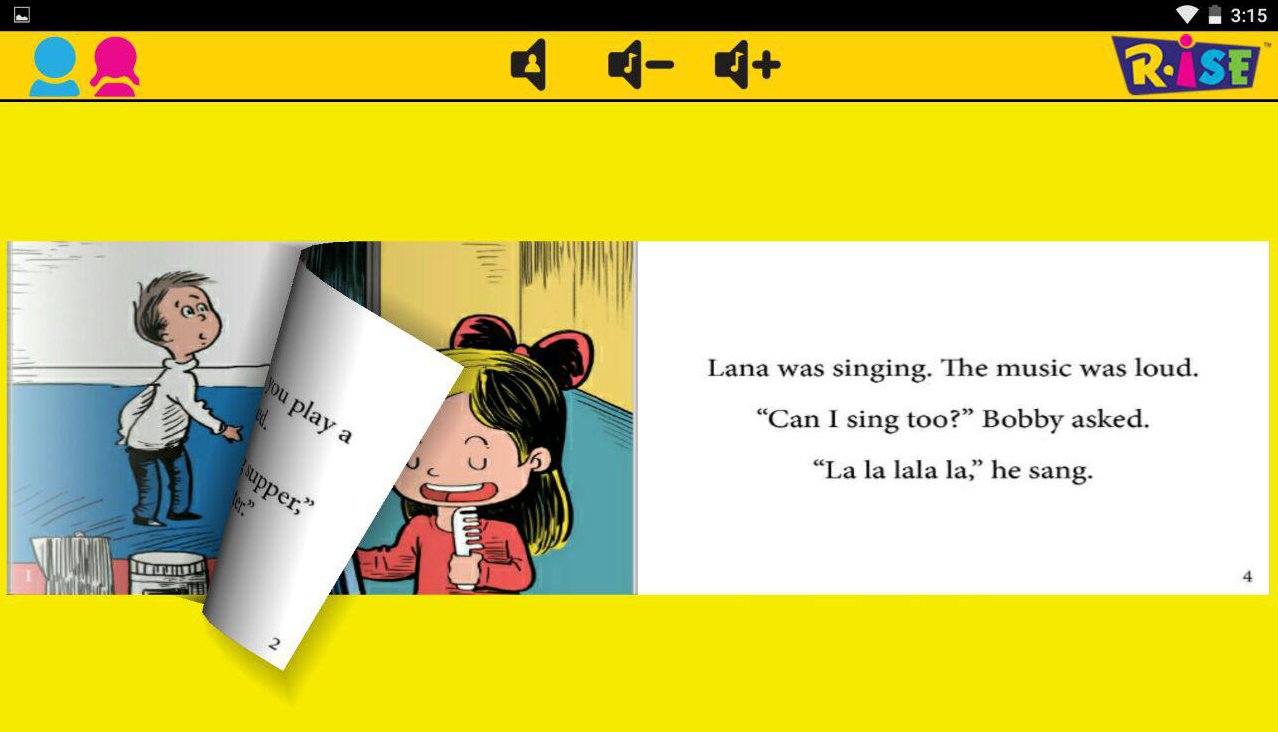 3:15
R·iSE
TM
you play a
supper,”
2
1
Lana was singing. The music was loud.
“Can I sing too?” Bobby asked.
“La la lala la,” he sang.
4